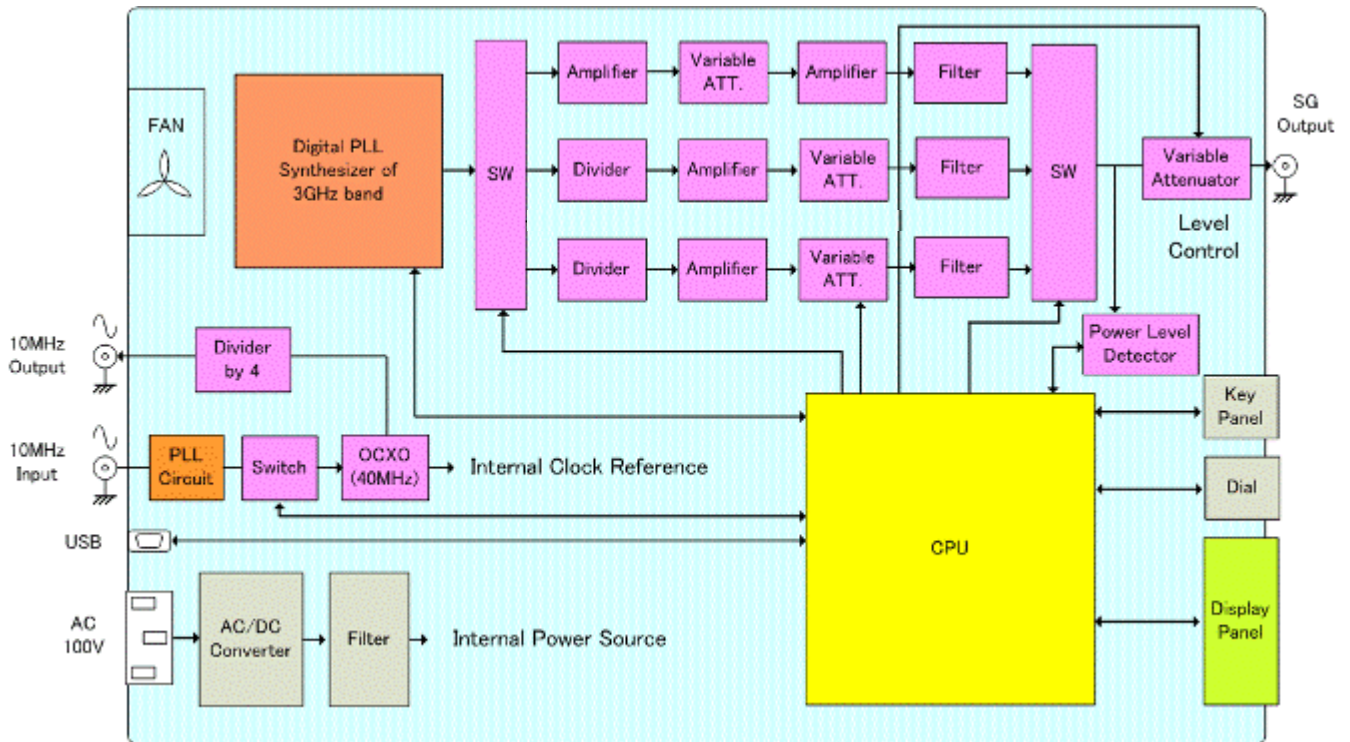 FAN
Digital PLL
Synthesizer of
3GHz band
SW
Amplifier
Variable
ATT.
Amplifier
Filter
Divider
Amplifier
Variable
ATT.
Filter
Divider
Amplifier
Variable
ATT.
Filter
SW
Variable
Attenuator
Level
Control
SG
Output
Power Level
Detector
10MHz
Output
Divider
by 4
10MHz
Input
PLL
Circuit
Switch
OCXO
(40MHz)
Internal Clock Reference
USB
AC
100V
AC/DC
Converter
Filter
Internal Power Source
CPU
Key
Panel
Dial
Display
Panel